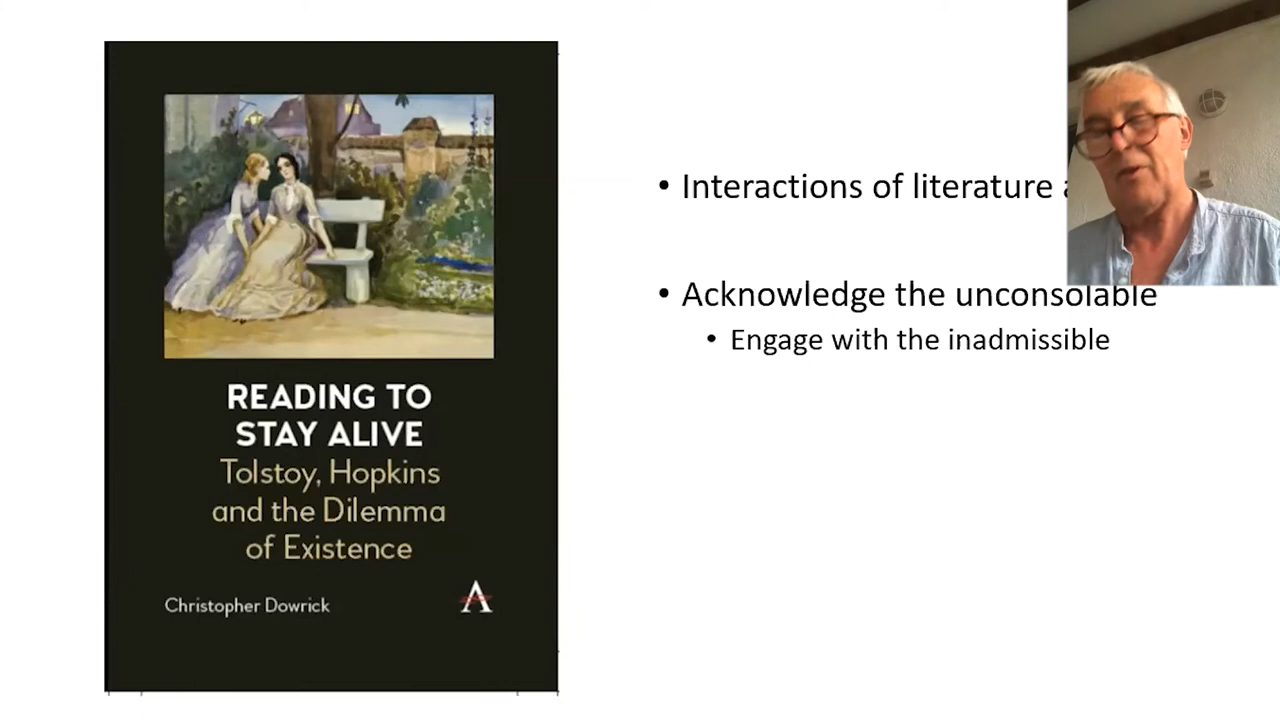 READING TO
STAY ALIVE
Tolstoy, Hopkins
and the Dilemma
of Existence
Christopher Dowrick
• Interactions of literature
• Acknowledge the unconsolable
• Engage with the inadmissible